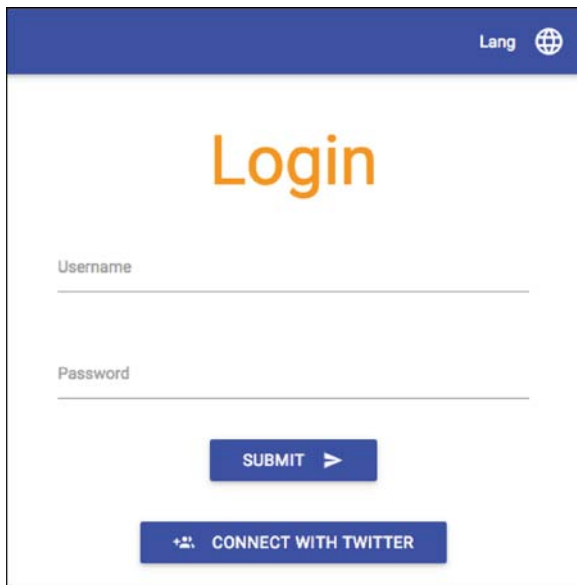 Lang
Login
Username
Password
SUBMIT
CONNECT WITH TWITTER